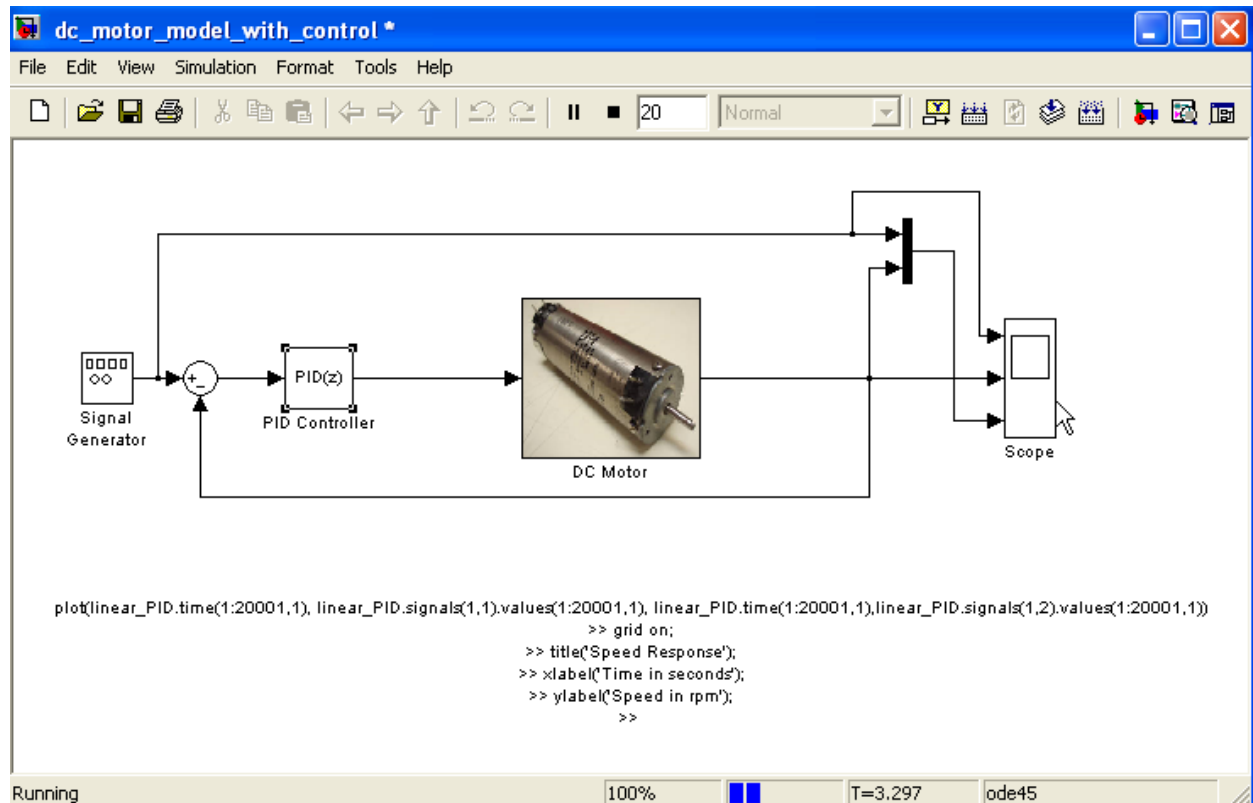 dc_motor_model_with_control *
File Edit View Simulation Format Tools Help
20 Normal
Signal
Generator
+
-
PID(z)
PID Controller
DC Motor
Scope
plot(linear_PID.time(1:20001,1), linear_PID.signals(1,1).values(1:20001,1), linear_PID.time(1:20001,1),linear_PID.signals(1,2).values(1:20001,1))
>> grid on;
>> title('Speed Response');
>> xlabel('Time in seconds');
>> ylabel('Speed in rpm');
>>
Running 100% T=3.297 ode45